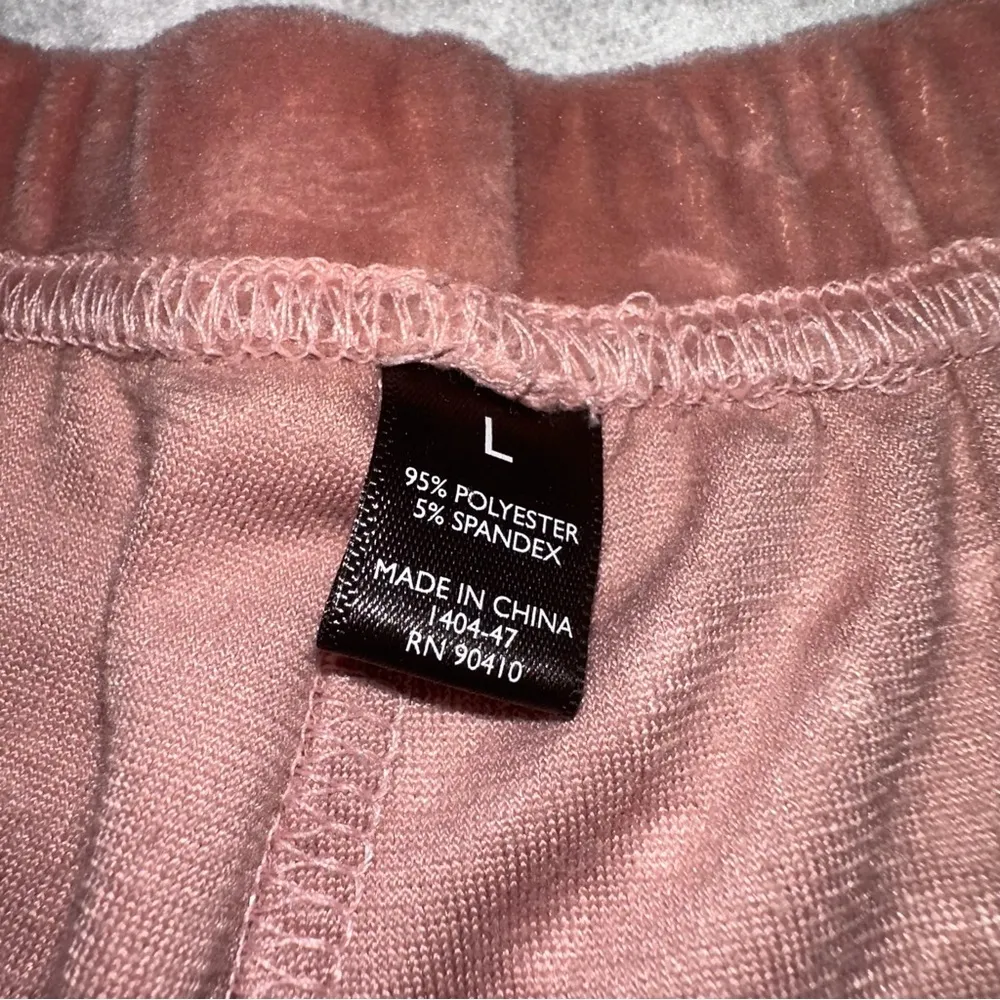 L
95% POLYESTER
5% SPANDEX
MADE IN CHINA
1404-47
RN 90410